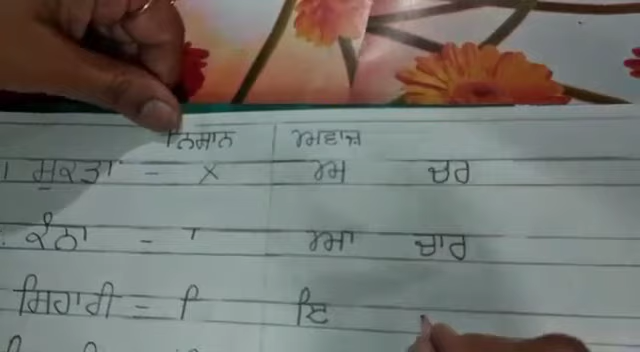 ਨਿਸ਼ਾਨ ਅਵਾਜ਼
ਮੁਕਤਾ - × ਅ ਚਰ
ਕੰਨਾ - ਾ ਆ ਚਾਰ
ਸਿਹਾਰੀ = ਿ ਇ